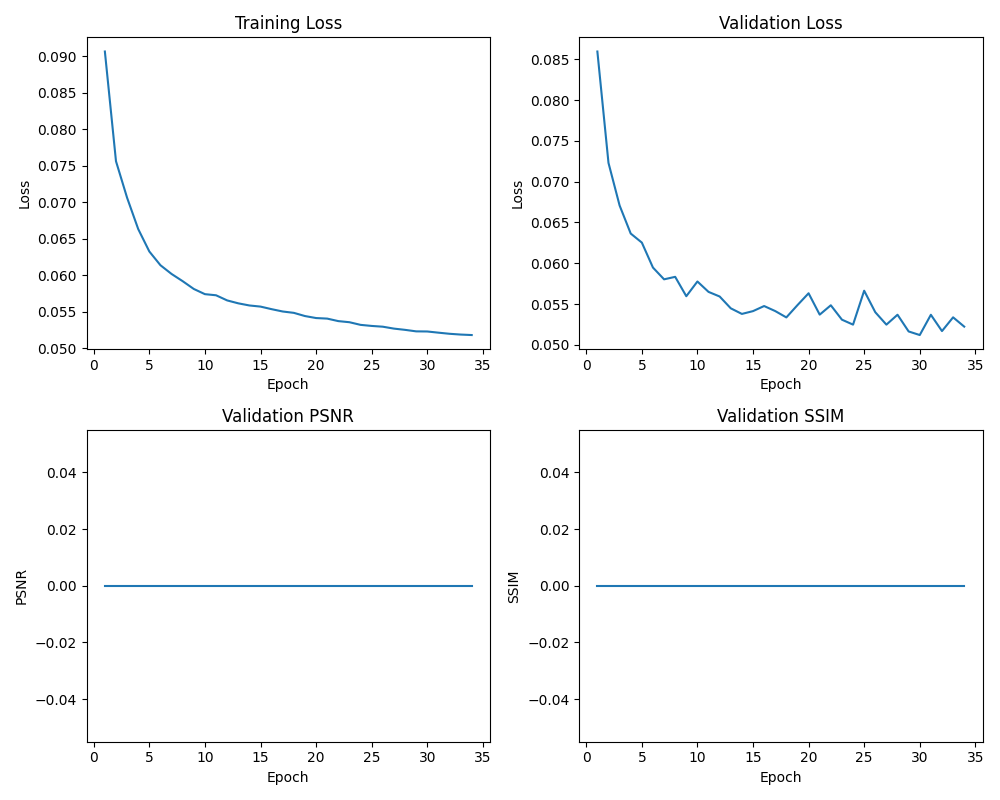 Training Loss
0.090
0.085
0.080
0.075
0.070
0.065
0.060
0.055
0.050
Loss
0 5 10 15 20 25 30 35
Epoch
Validation Loss
0.085
0.080
0.075
0.070
0.065
0.060
0.055
0.050
Loss
0 5 10 15 20 25 30 35
Epoch
Validation PSNR
0.04
0.02
0.00
−0.02
−0.04
PSNR
0 5 10 15 20 25 30 35
Epoch
Validation SSIM
0.04
0.02
0.00
−0.02
−0.04
SSIM
0 5 10 15 20 25 30 35
Epoch